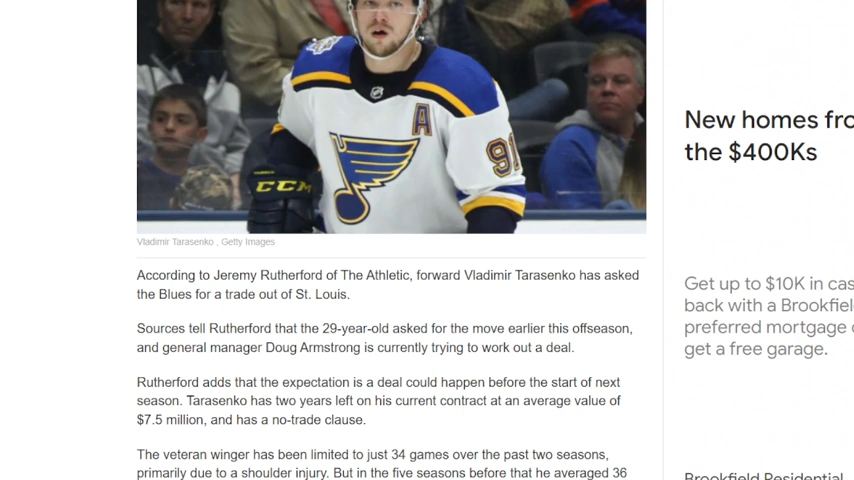 A
91
CCM
Vladimir Tarasenko , Getty Images
According to Jeremy Rutherford of The Athletic, forward Vladimir Tarasenko has asked
the Blues for a trade out of St. Louis.
Sources tell Rutherford that the 29-year-old asked for the move earlier this offseason,
and general manager Doug Armstrong is currently trying to work out a deal.
Rutherford adds that the expectation is a deal could happen before the start of next
season. Tarasenko has two years left on his current contract at an average value of
$7.5 million, and has a no-trade clause.
The veteran winger has been limited to just 34 games over the past two seasons,
primarily due to a shoulder injury. But in the five seasons before that he averaged 36
New homes fro
the $400Ks
Get up to $10K in cas
back with a Brookfiel
preferred mortgage
get a free garage.
Brookfield Residential